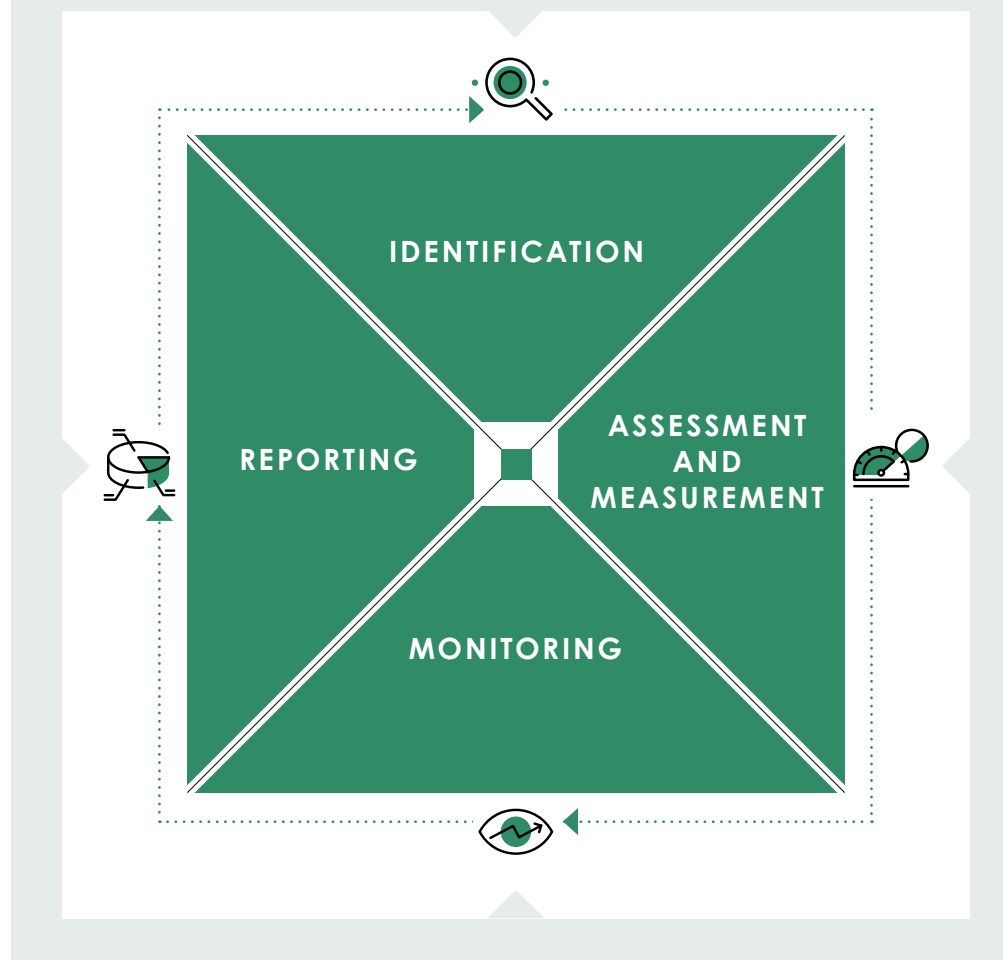 IDENTIFICATION
REPORTING
ASSESSMENT
AND
MEASUREMENT
MONITORING